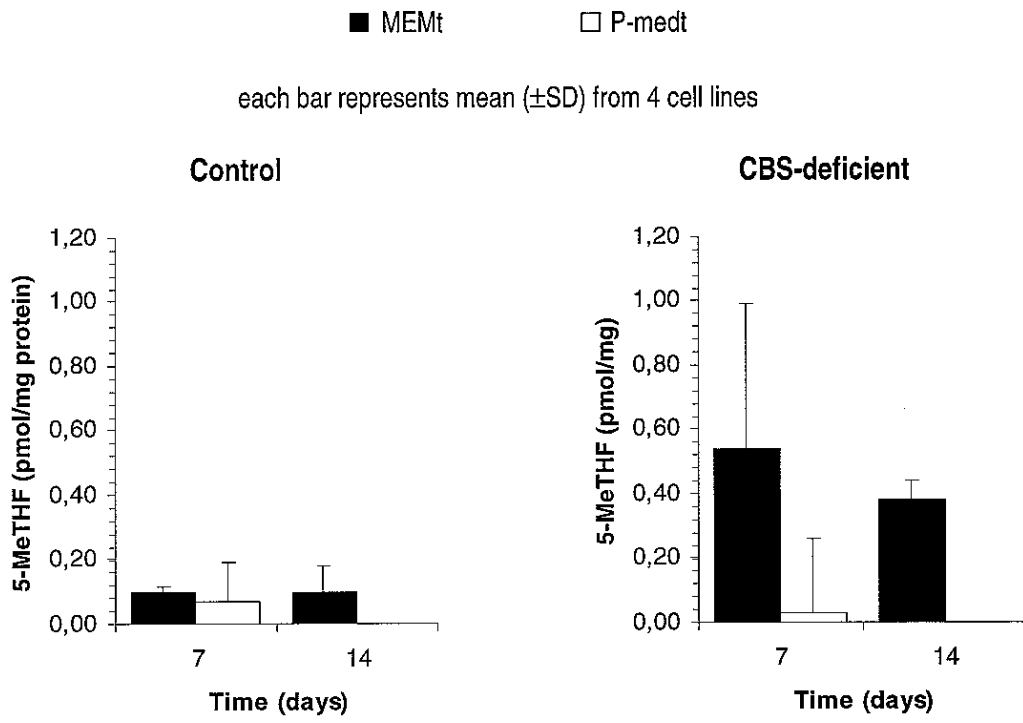 MEMt P-medt
each bar represents mean (±SD) from 4 cell lines
Control
CBS-deficient
5-MeTHF (pmol/mg protein)
1,20
1,00
0,80
0,60
0,40
0,20
0,00
7 14
Time (days)
5-MeTHF (pmol/mg)
1,20
1,00
0,80
0,60
0,40
0,20
0,00
7 14
Time (days)